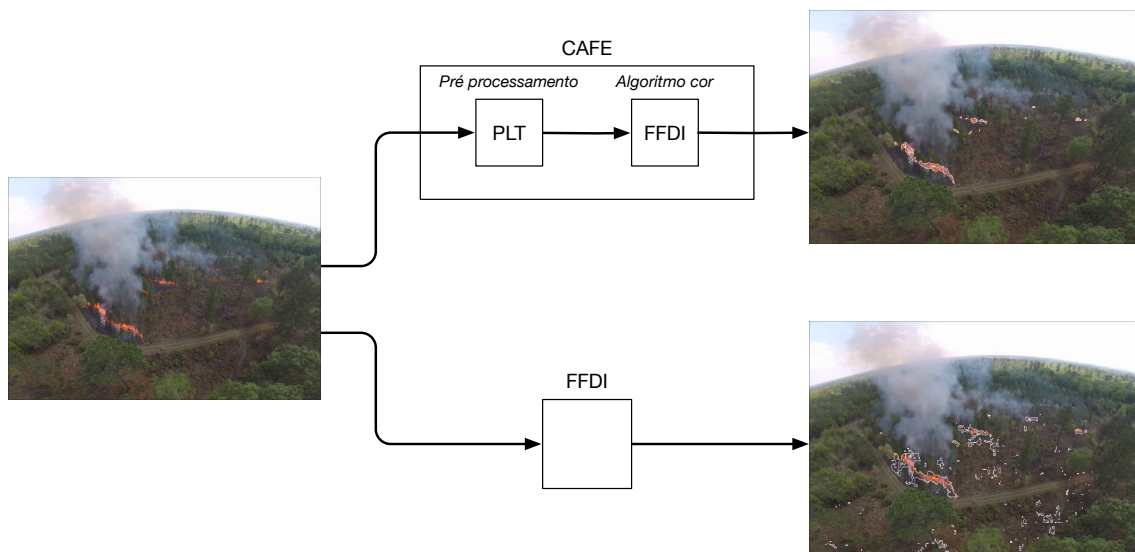 CAFE
Pré processamento
Algoritmo cor
PLT
FFDI
FFDI